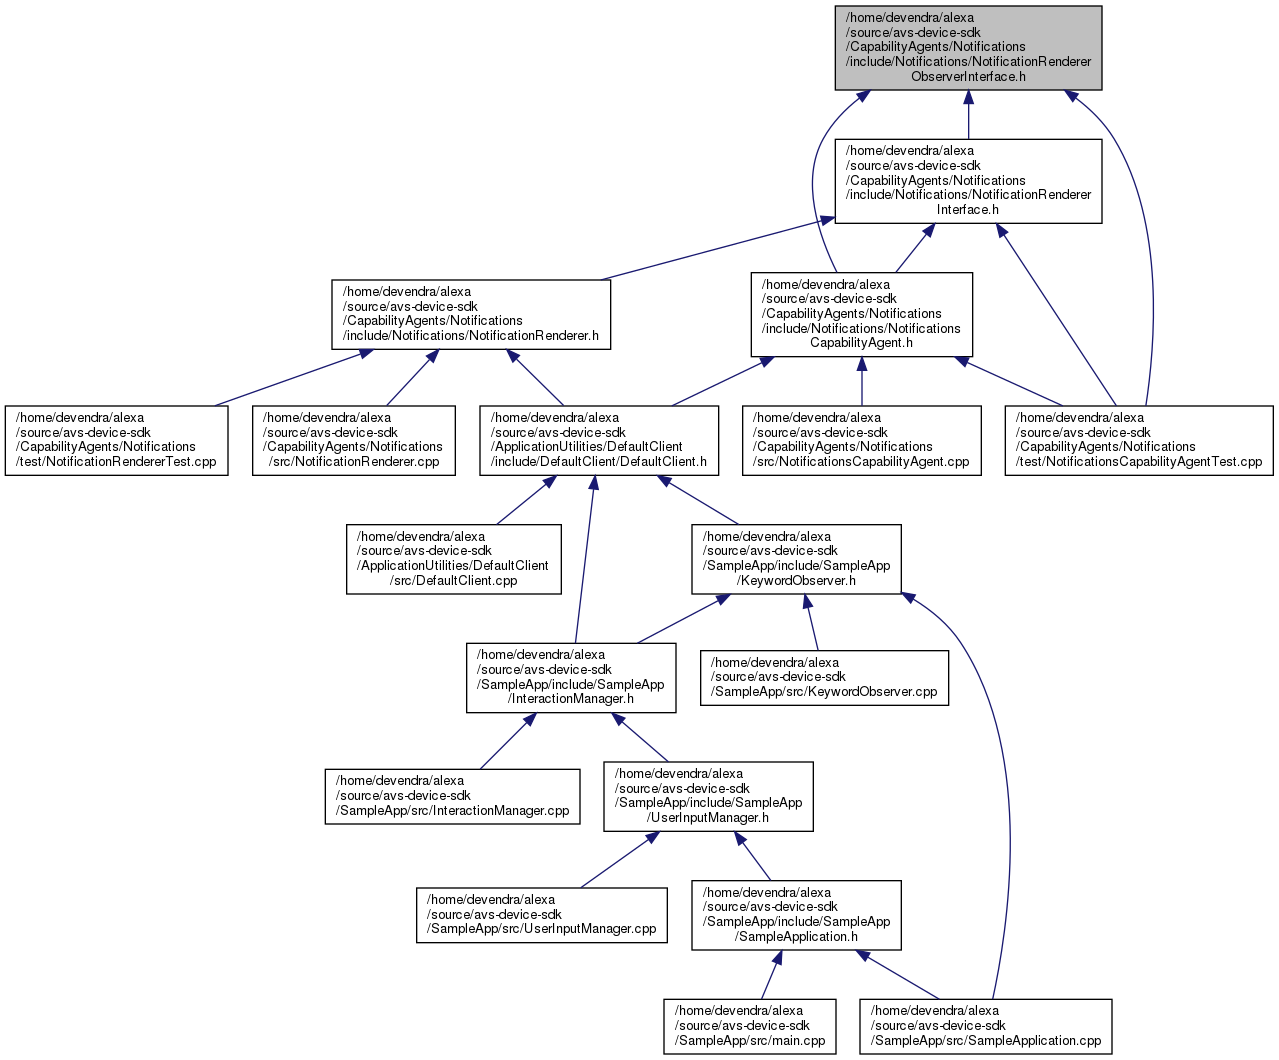 /home/devendra/alexa
/source/avs-device-sdk
/CapabilityAgents/Notifications
/include/Notifications/NotificationRenderer
ObserverInterface.h
/home/devendra/alexa
/source/avs-device-sdk
/CapabilityAgents/Notifications
/include/Notifications/NotificationRenderer
Interface.h
/home/devendra/alexa
/source/avs-device-sdk
/CapabilityAgents/Notifications
/include/Notifications/NotificationRenderer.h
/home/devendra/alexa
/source/avs-device-sdk
/CapabilityAgents/Notifications
/include/Notifications/Notifications
CapabilityAgent.h
/home/devendra/alexa
/source/avs-device-sdk
/CapabilityAgents/Notifications
/test/NotificationRendererTest.cpp
/home/devendra/alexa
/source/avs-device-sdk
/CapabilityAgents/Notifications
/src/NotificationRenderer.cpp
/home/devendra/alexa
/source/avs-device-sdk
/ApplicationUtilities/DefaultClient
/include/DefaultClient/DefaultClient.h
/home/devendra/alexa
/source/avs-device-sdk
/CapabilityAgents/Notifications
/src/NotificationsCapabilityAgent.cpp
/home/devendra/alexa
/source/avs-device-sdk
/CapabilityAgents/Notifications
/test/NotificationsCapabilityAgentTest.cpp
/home/devendra/alexa
/source/avs-device-sdk
/ApplicationUtilities/DefaultClient
/src/DefaultClient.cpp
/home/devendra/alexa
/source/avs-device-sdk
/SampleApp/include/SampleApp
/KeywordObserver.h
/home/devendra/alexa
/source/avs-device-sdk
/SampleApp/include/SampleApp
/InteractionManager.h
/home/devendra/alexa
/source/avs-device-sdk
/SampleApp/src/KeywordObserver.cpp
/home/devendra/alexa
/source/avs-device-sdk
/SampleApp/src/InteractionManager.cpp
/home/devendra/alexa
/source/avs-device-sdk
/SampleApp/include/SampleApp
/UserInputManager.h
/home/devendra/alexa
/source/avs-device-sdk
/SampleApp/src/UserInputManager.cpp
/home/devendra/alexa
/source/avs-device-sdk
/SampleApp/include/SampleApp
/SampleApplication.h
/home/devendra/alexa
/source/avs-device-sdk
/SampleApp/src/main.cpp
/home/devendra/alexa
/source/avs-device-sdk
/SampleApp/src/SampleApplication.cpp